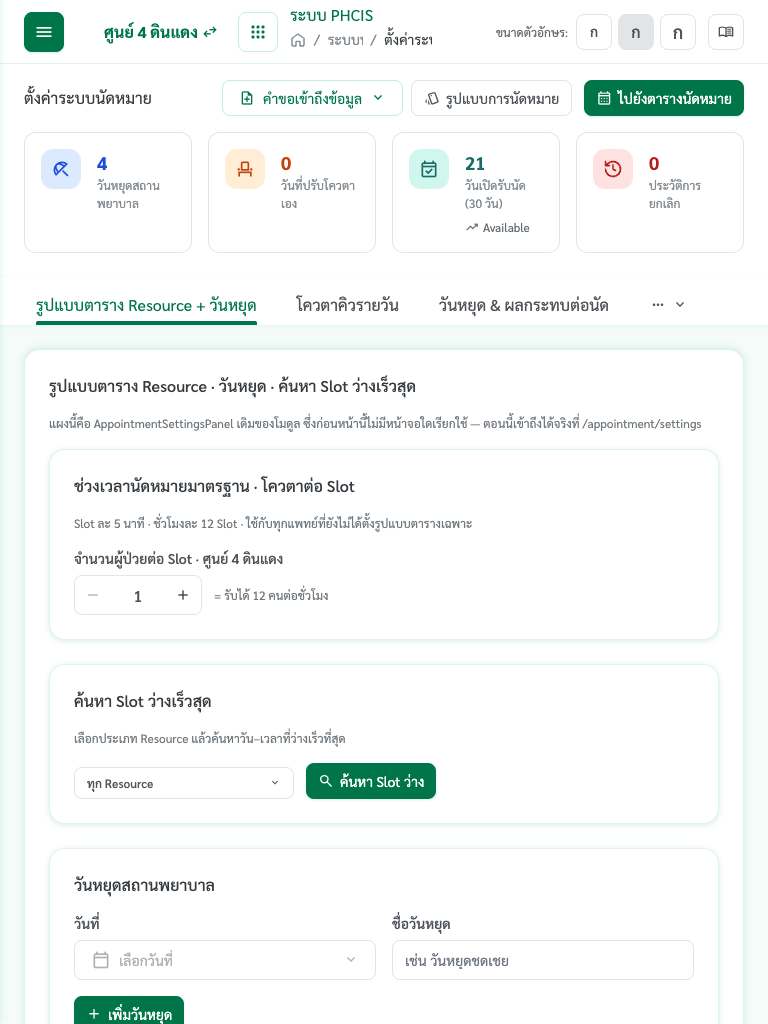 ศูนย์ 4 ดินแดง
ระบบ PHCIS
/ ระบบ / ตั้งค่าระบ
ขนาดตัวอักษร: ก ก ก
ตั้งค่าระบบนัดหมาย
คำขอเข้าถึงข้อมูล
รูปแบบการนัดหมาย
ไปยังตารางนัดหมาย
4
วันหยุดสถาน
พยาบาล
0
วันที่ปรับโควตา
เอง
21
วันเปิดรับนัด
(30 วัน)
Available
0
ประวัติการ
ยกเลิก
รูปแบบตาราง Resource + วันหยุด
โควตาคิวรายวัน
วันหยุด & ผลกระทบต่อนัด
รูปแบบตาราง Resource · วันหยุด · ค้นหา Slot ว่างเร็วสุด
แผงนี้คือ AppointmentSettingsPanel เดิมของโมดูล ซึ่งก่อนหน้านี้ไม่มีหน้าจอใดเรียกใช้ — ตอนนี้เข้าถึงได้จริงที่ /appointment/settings
ช่วงเวลานัดหมายมาตรฐาน · โควตาต่อ Slot
Slot ละ 5 นาที · ชั่วโมงละ 12 Slot · ใช้กับทุกแพทย์ที่ยังไม่ได้ตั้งรูปแบบตารางเฉพาะ
จำนวนผู้ป่วยต่อ Slot · ศูนย์ 4 ดินแดง
− 1 + = รับได้ 12 คนต่อชั่วโมง
ค้นหา Slot ว่างเร็วสุด
เลือกประเภท Resource แล้วค้นหาวัน–เวลาที่ว่างเร็วที่สุด
ทุก Resource
ค้นหา Slot ว่าง
วันหยุดสถานพยาบาล
วันที่
ชื่อวันหยุด
เลือกวันที่
เช่น วันหยุดชดเชย
+ เพิ่มวันหยุด